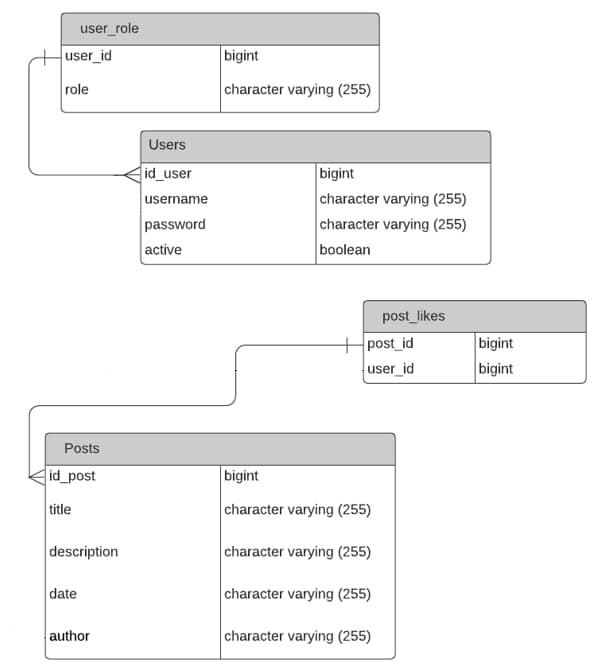 user_role
user_id bigint
role character varying (255)
Users
id_user bigint
username character varying (255)
password character varying (255)
active boolean
post_likes
post_id bigint
user_id bigint
Posts
id_post bigint
title character varying (255)
description character varying (255)
date character varying (255)
author character varying (255)